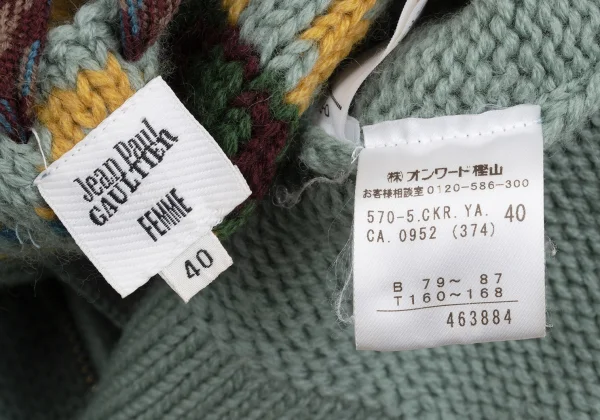 Jean Paul
GAULTIER
FEMME
40
(株)オンワード樫山
お客様相談室 0120-586-300
570-5.CKR.YA. 40
CA. 0952 (374)
B 79～ 87
T160～168
463884